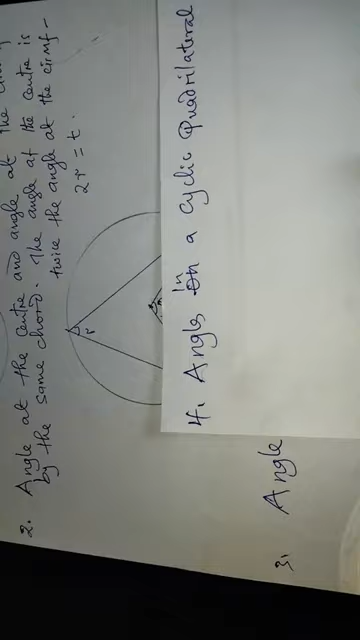 2. Angle at the centre and angle at the
by the same chord. The angle at the centre is
twice the angle at the cirmf-
2r = t.
r
4. Angle in a cyclic Quadrilateral
3. Angle